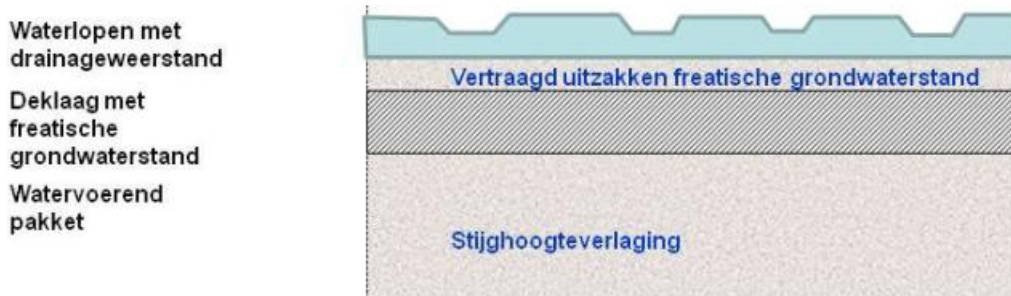 Waterlopen met
drainageweerstand
Vertraagd uitzakken freatische grondwaterstand
Deklaag met
freatische
grondwaterstand
Watervoerend
pakket
Stijghoogteverlaging